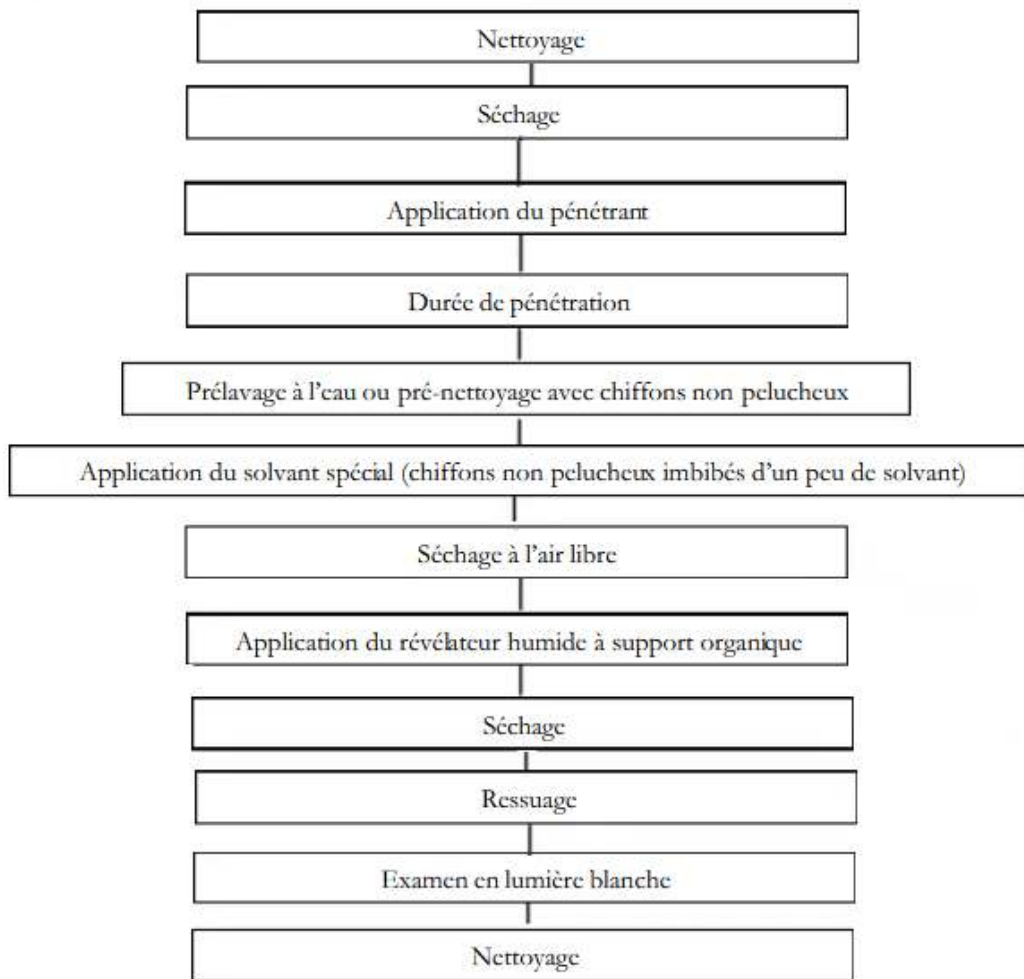 Nettoyage
Séchage
Application du pénétrant
Durée de pénétration
Prélavage à l'eau ou pré-nettoyage avec chiffons non pelucheux
Application du solvant spécial (chiffons non pelucheux imbibés d'un peu de solvant)
Séchage à l'air libre
Application du révélateur humide à support organique
Séchage
Ressuage
Examen en lumière blanche
Nettoyage